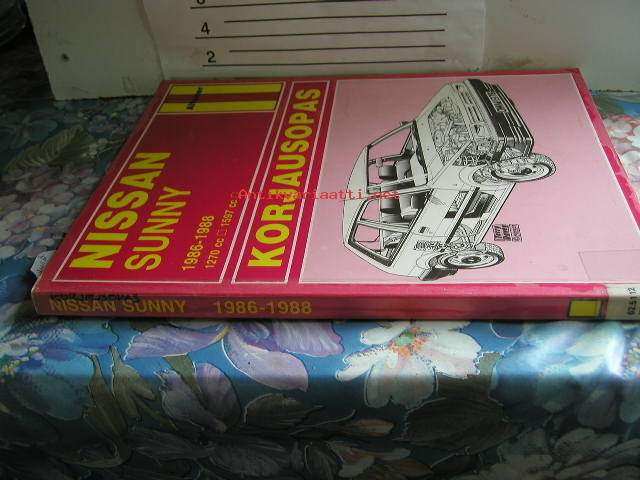 4
2
NISSAN
SUNNY
1986-1988
1270 cc □ 1597 cc
KORJAUSOPAS
Antikvariaatti.net
NISSAN SUNNY 1986-1988